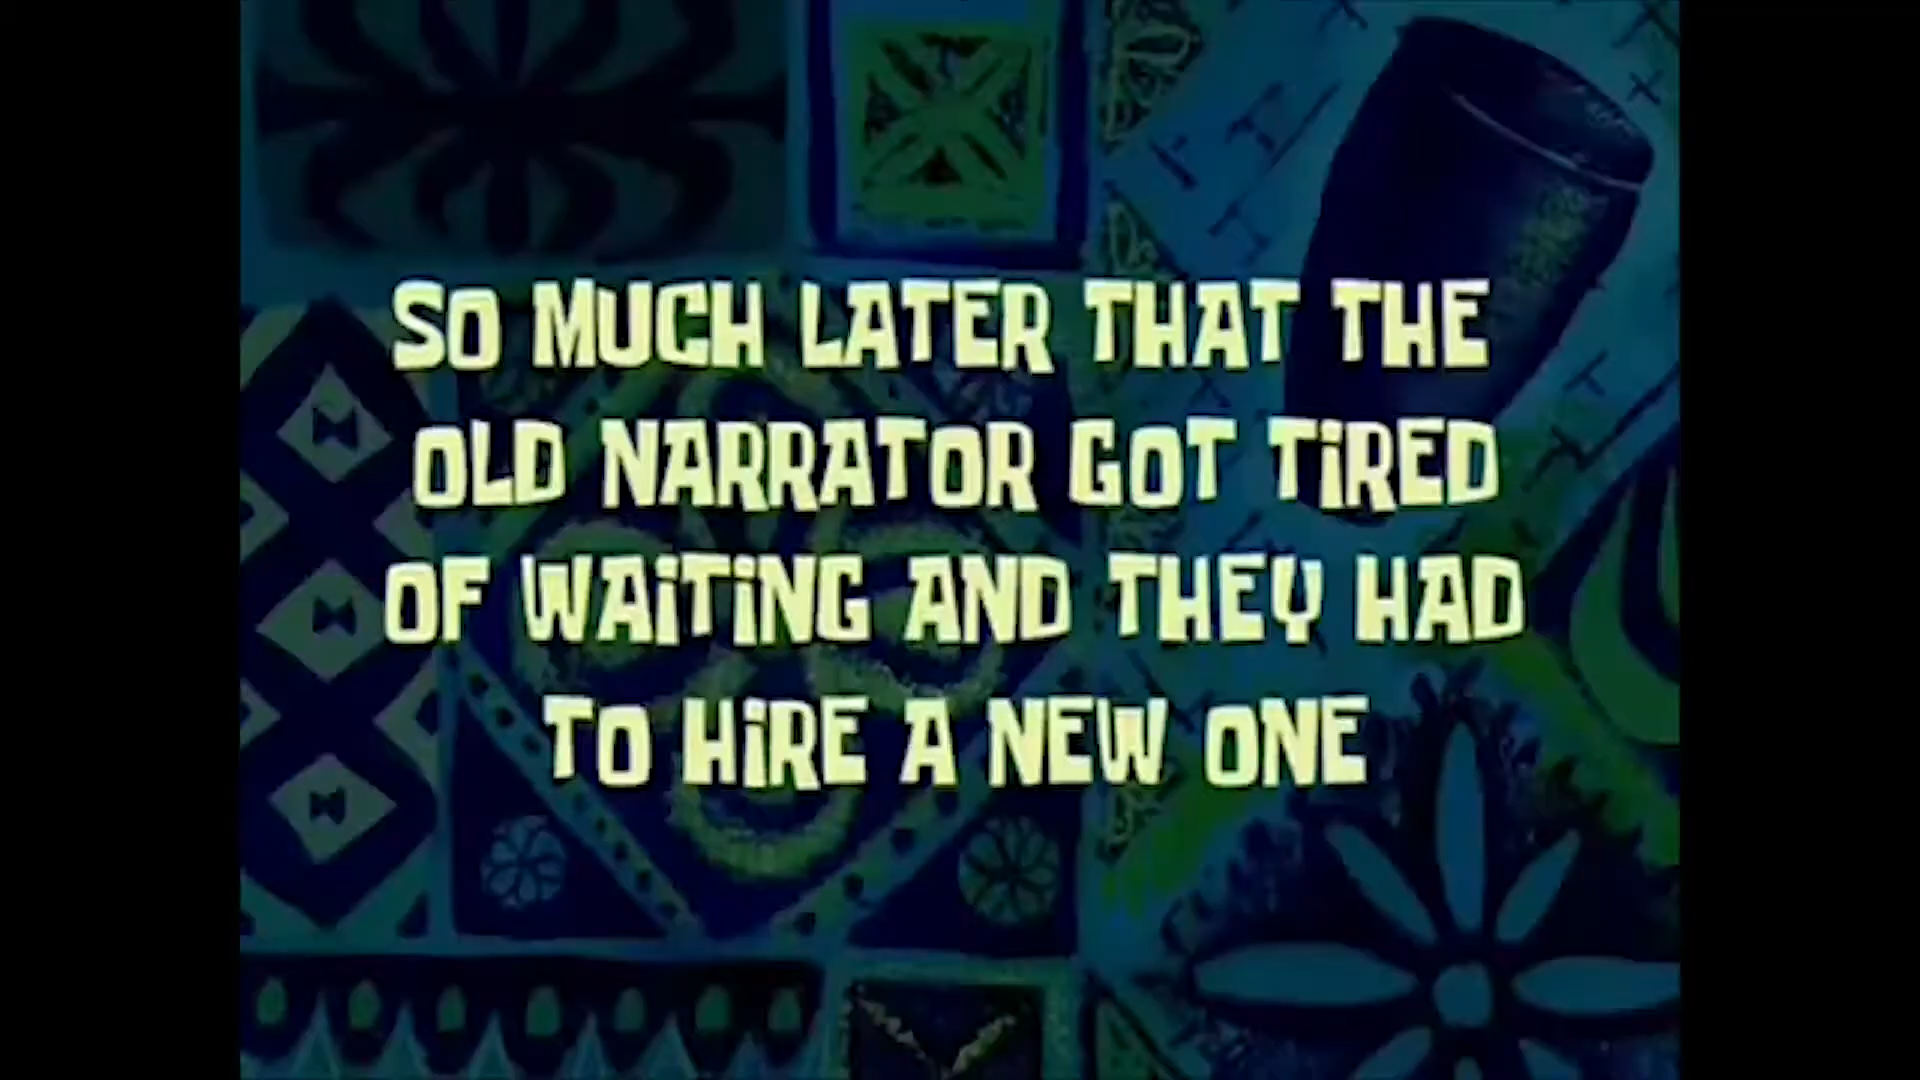 SO MUCH LATER THAT THE
OLD NARRATOR GOT TiRED
OF WAiTiNG AND THEY HAD
TO HiRE A NEW ONE